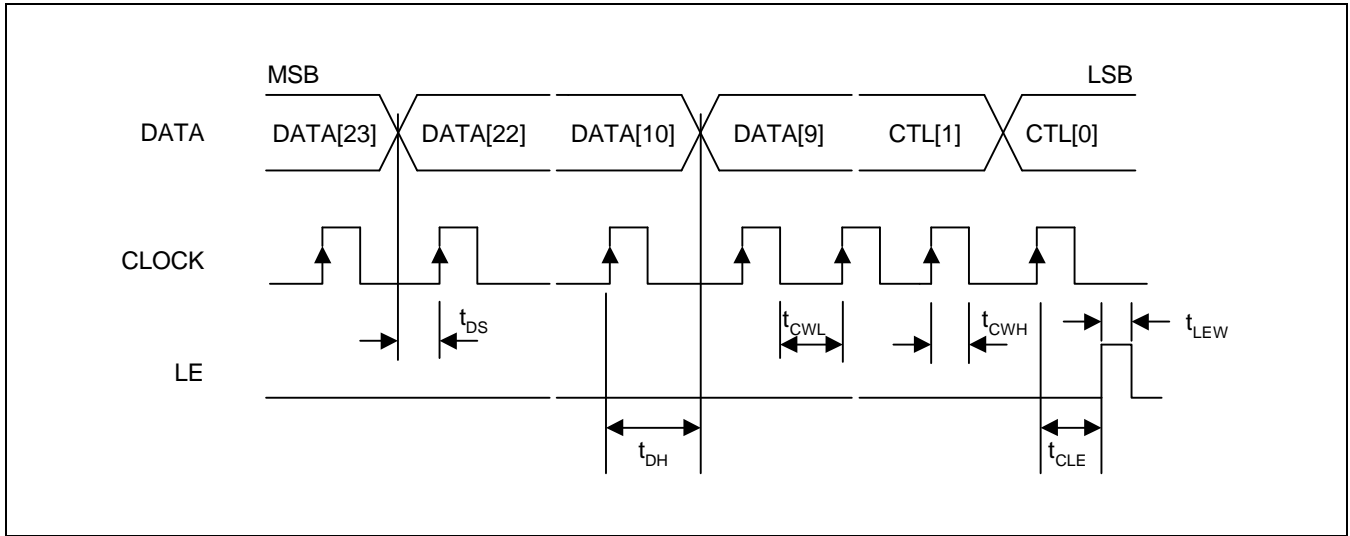 MSB LSB
DATA DATA[23] DATA[22] DATA[10] DATA[9] CTL[1] CTL[0]
CLOCK
tDS tCWL tCWH tLEW
LE
tDH tCLE